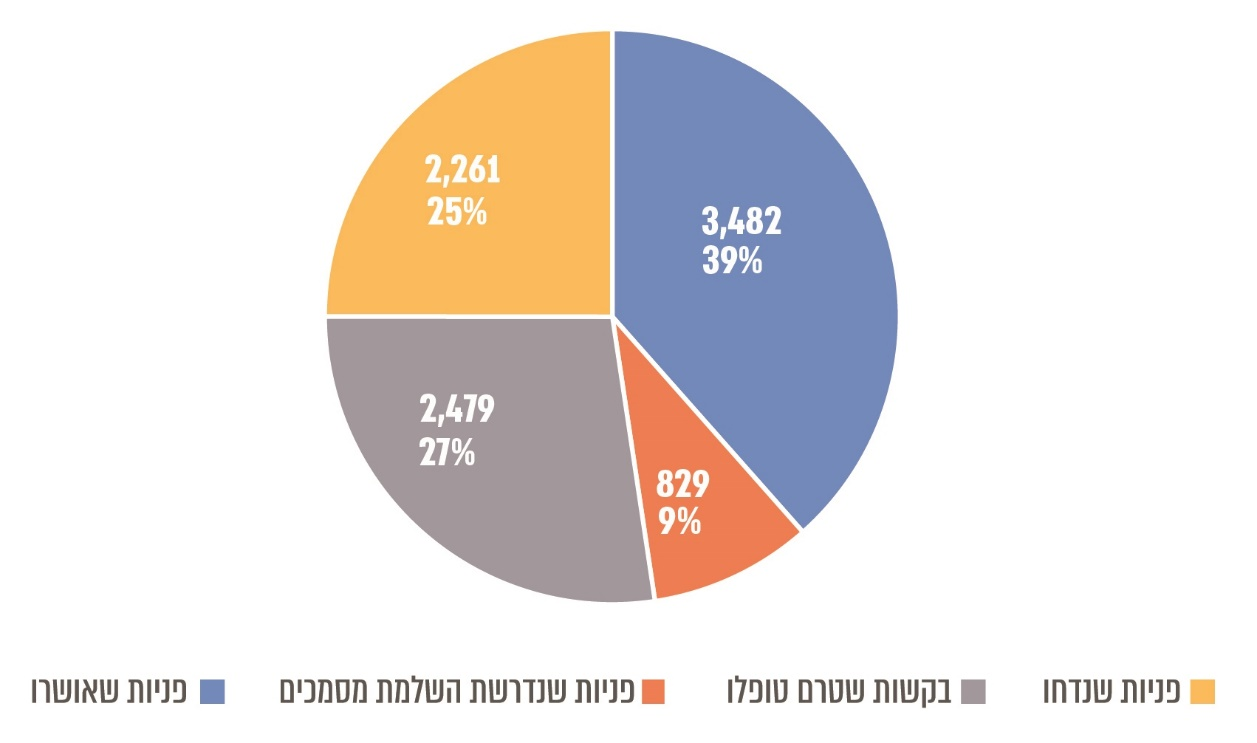 2,261
25%
3,482
39%
2,479
27%
829
9%
פניות שנדחו
בקשות שטרם טופלו
פניות שנדרשת השלמת מסמכים
פניות שאושרו